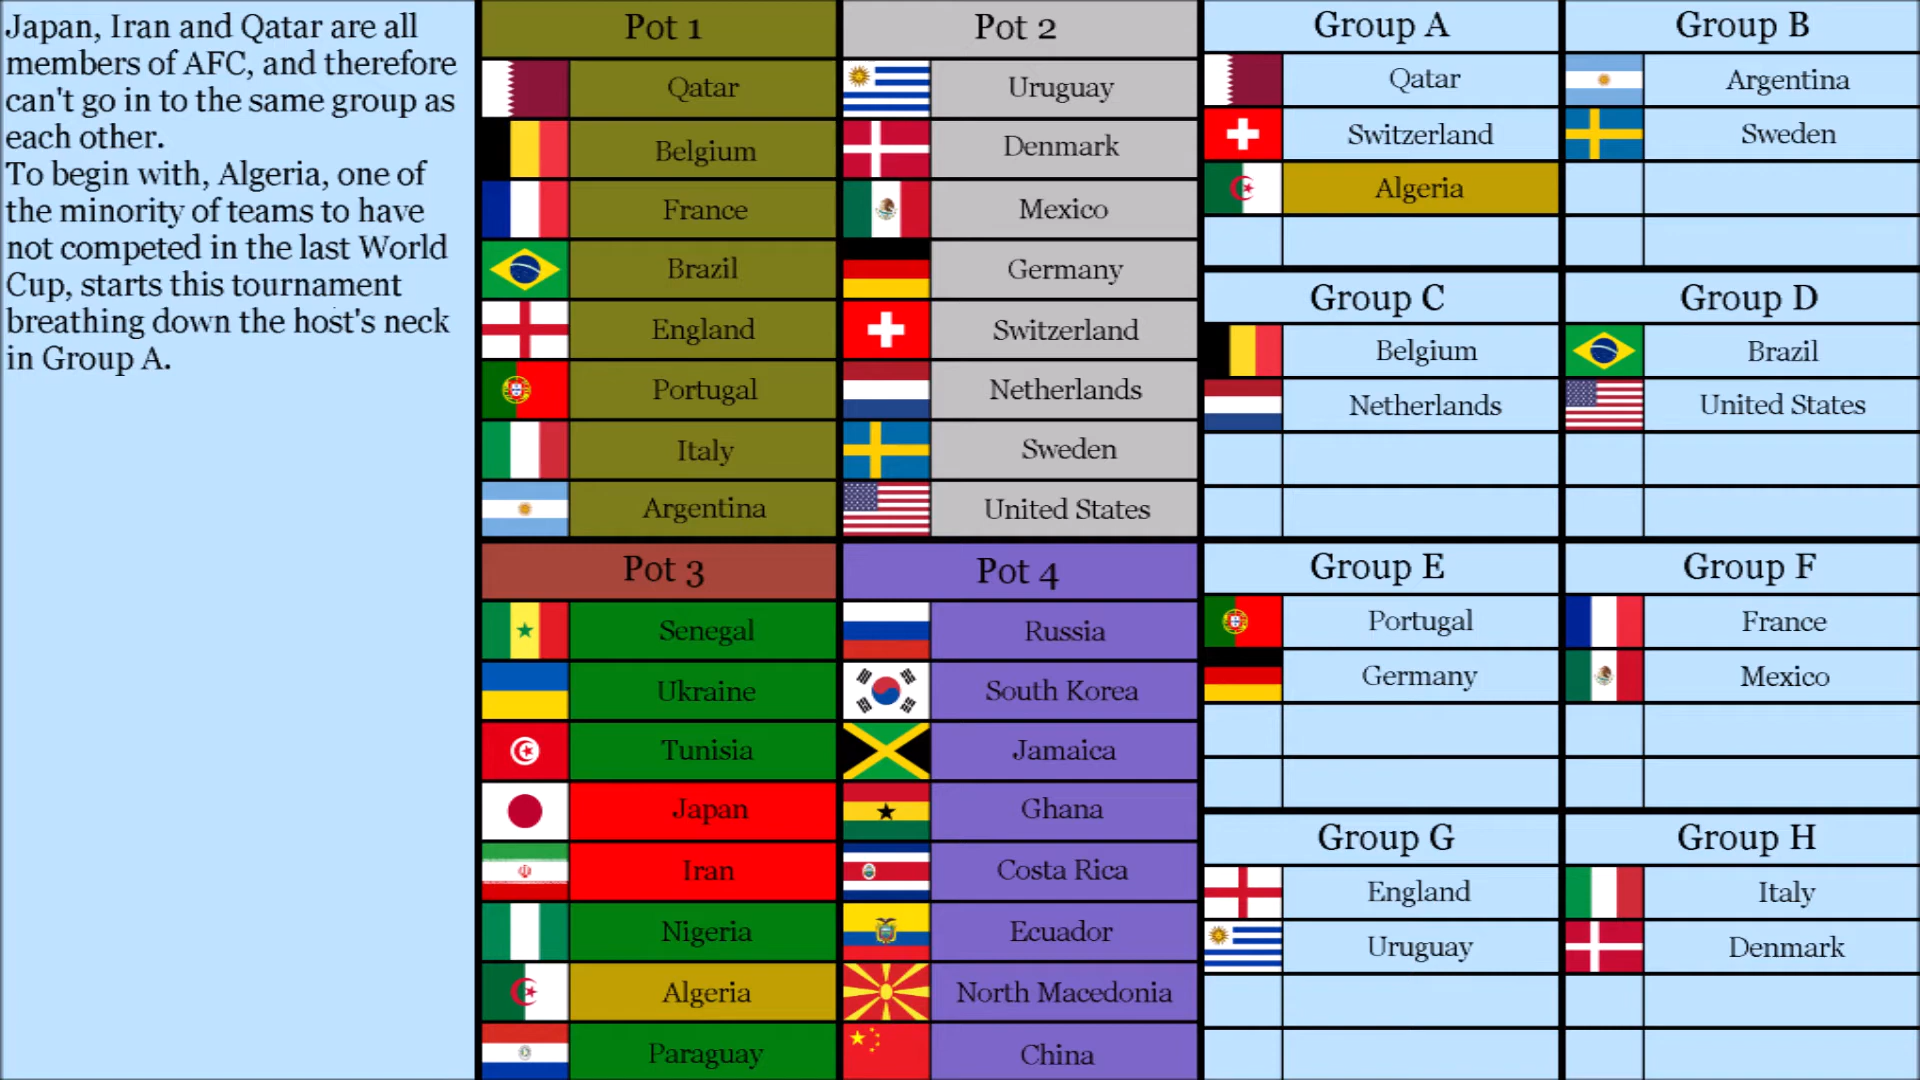 Japan, Iran and Qatar are all
members of AFC, and therefore
can't go in to the same group as
each other.
To begin with, Algeria, one of
the minority of teams to have
not competed in the last World
Cup, starts this tournament
breathing down the host's neck
in Group A.
Pot 1
Qatar
Belgium
France
Brazil
England
Portugal
Italy
Argentina
Pot 2
Uruguay
Denmark
Mexico
Germany
Switzerland
Netherlands
Sweden
United States
Pot 3
Senegal
Ukraine
Tunisia
Japan
Iran
Nigeria
Algeria
Paraguay
Pot 4
Russia
South Korea
Jamaica
Ghana
Costa Rica
Ecuador
North Macedonia
China
Group A
Qatar
Switzerland
Algeria
Group B
Argentina
Sweden
Group C
Belgium
Netherlands
Group D
Brazil
United States
Group E
Portugal
Germany
Group F
France
Mexico
Group G
England
Uruguay
Group H
Italy
Denmark